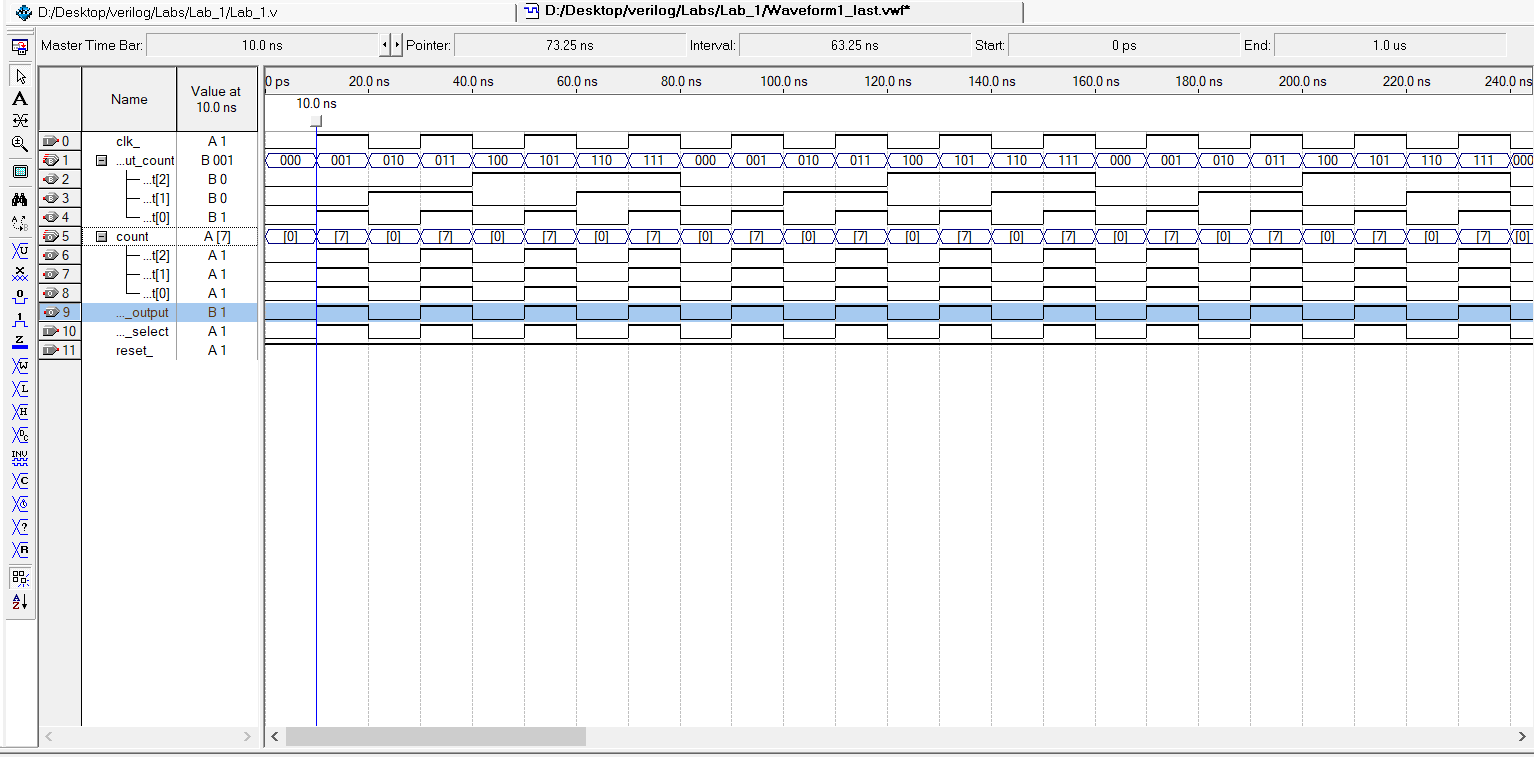 D:/Desktop/verilog/Labs/Lab_1/Lab_1.v D:/Desktop/verilog/Labs/Lab_1/Waveform1_last.vwf*
Master Time Bar: 10.0 ns Pointer: 73.25 ns Interval: 63.25 ns Start: 0 ps End: 1.0 us
Name Value at 10.0 ns
0 ps 20.0 ns 40.0 ns 60.0 ns 80.0 ns 100.0 ns 120.0 ns 140.0 ns 160.0 ns 180.0 ns 200.0 ns 220.0 ns 240.0 ns
10.0 ns
0 clk_ A 1
1 ...ut_count B 001 000 001 010 011 100 101 110 111 000 001 010 011 100 101 110 111 000 001 010 011 100 101 110 111 000
2 ...t[2] B 0
3 ...t[1] B 0
4 ...t[0] B 1
5 count A [7] [0] [7] [0] [7] [0] [7] [0] [7] [0] [7] [0] [7] [0] [7] [0] [7] [0] [7] [0] [7] [0] [7] [0] [7] [0]
6 ...t[2] A 1
7 ...t[1] A 1
8 ...t[0] A 1
9 ..._output B 1
10 ..._select A 1
11 reset_ A 1